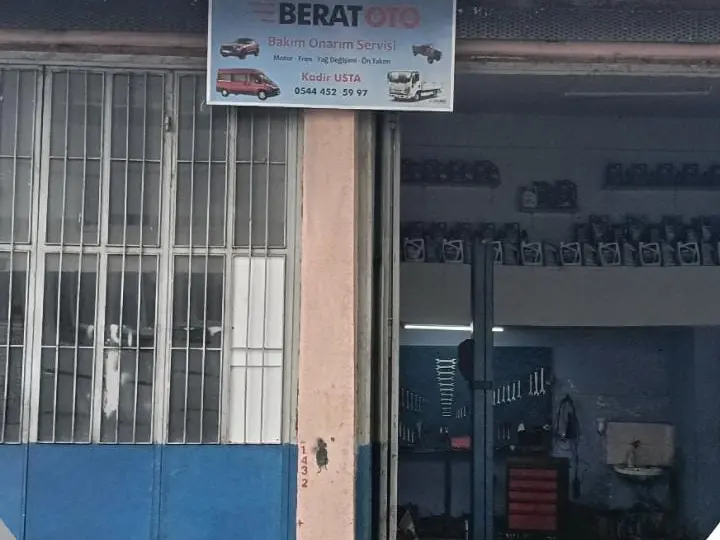 BERAT OTO
Bakım Onarım Servisi
Motor - Fren - Yağ Değişimi - Ön Takım
Kadir USTA
0544 452 59 97
1432